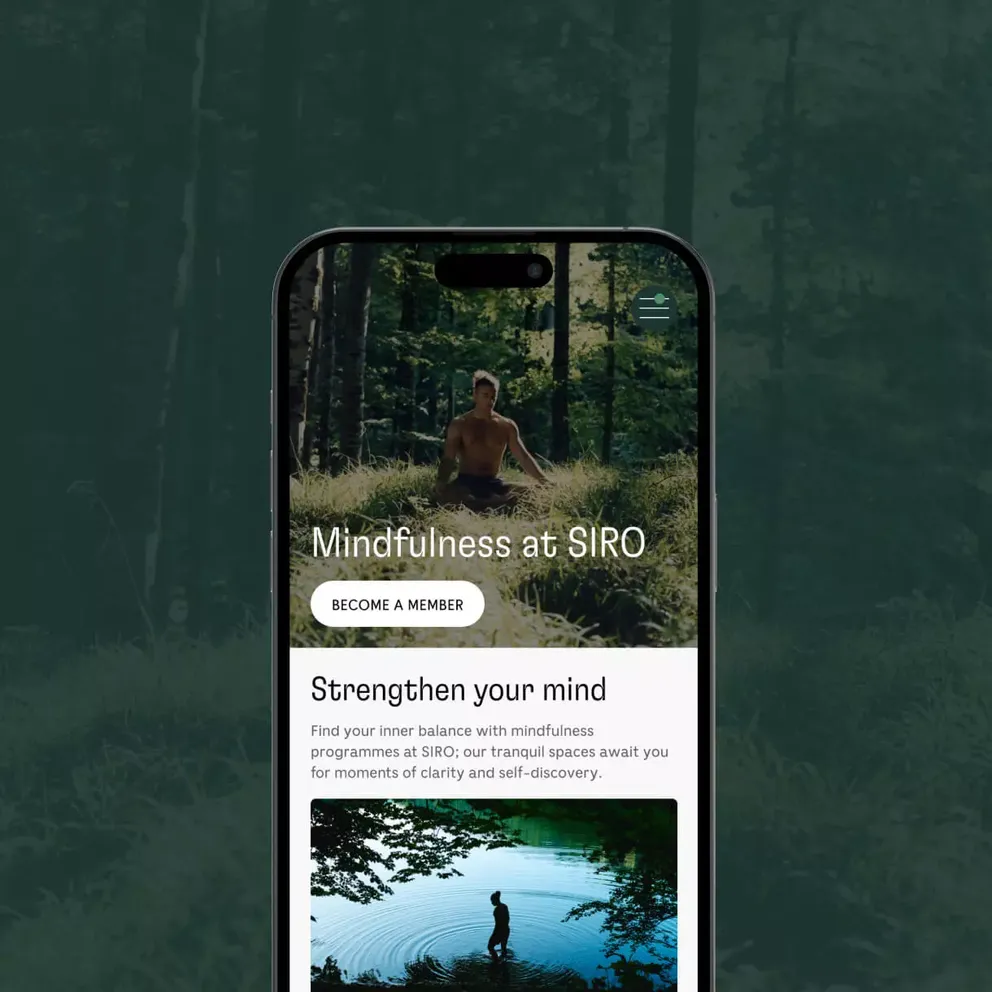 Mindfulness at SIRO
BECOME A MEMBER
Strengthen your mind
Find your inner balance with mindfulness
programmes at SIRO; our tranquil spaces await you
for moments of clarity and self-discovery.